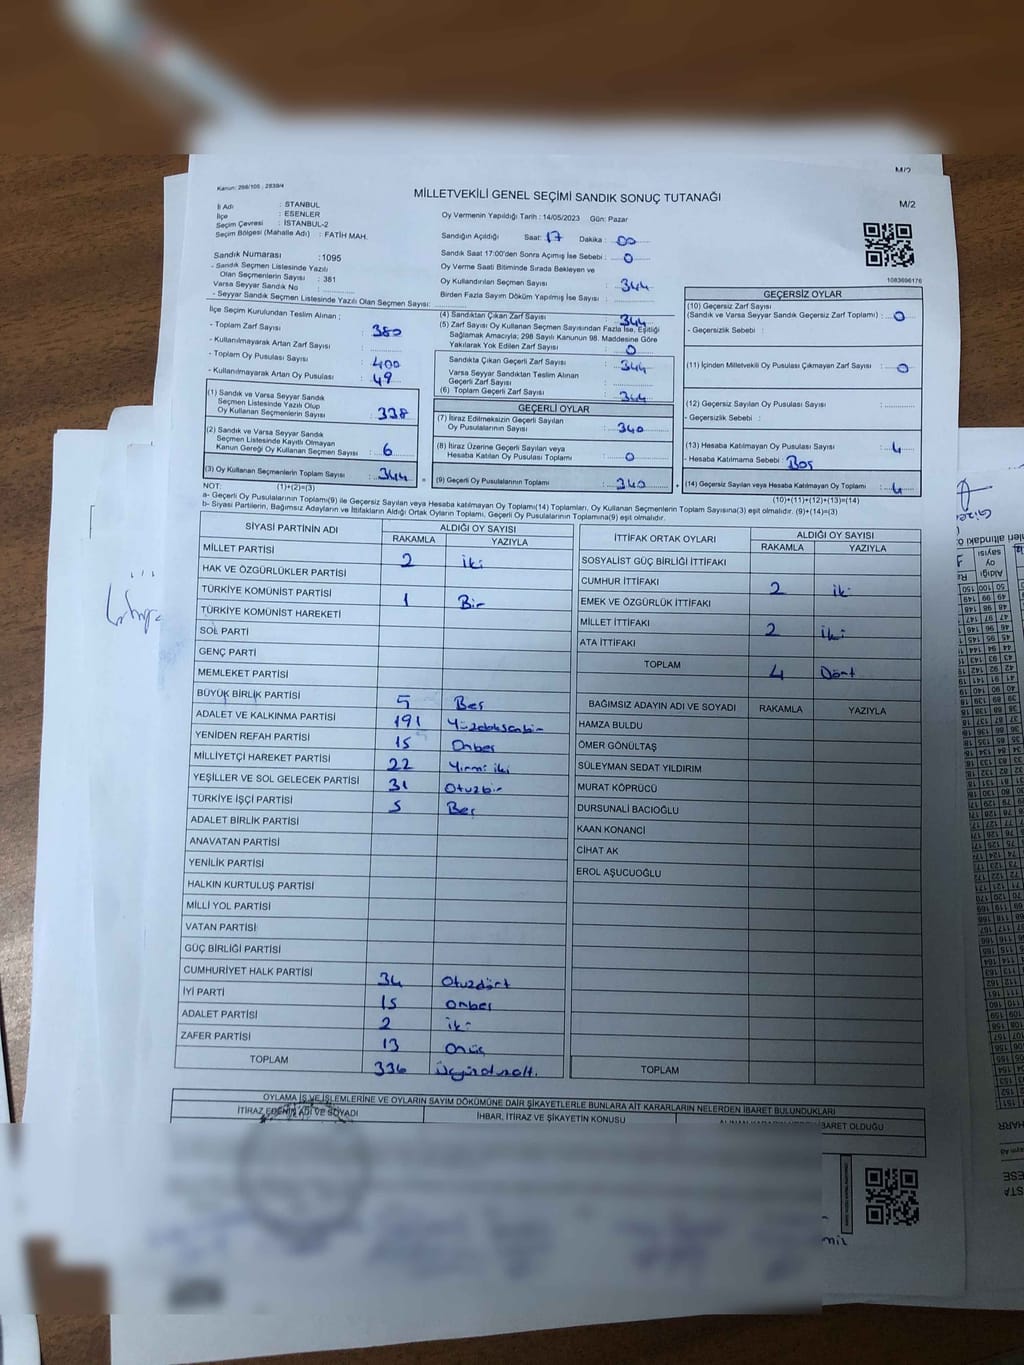 M/2
Kanun: 298/105 , 2839/4
MİLLETVEKİLİ GENEL SEÇİMİ SANDIK SONUÇ TUTANAĞI
M/2
İl Adı : İSTANBUL
İlçe : ESENLER
Seçim Çevresi : İSTANBUL-2
Seçim Bölgesi (Mahalle Adı) : FATİH MAH.
Oy Vermenin Yapıldığı Tarih : 14/05/2023 Gün: Pazar
Sandığın Açıldığı Saat: 17 Dakika : 00
Sandık Saat 17:00'den Sonra Açılmış İse Sebebi : 0
Oy Verme Saati Bitiminde Sırada Bekleyen ve
Oy Kullandırılan Seçmen Sayısı : 344
Birden Fazla Sayım Döküm Yapılmış İse Sayısı :
1083696176
Sandık Numarası : 1095
- Sandık Seçmen Listesinde Yazılı
Olan Seçmenlerin Sayısı : 381
Varsa Seyyar Sandık No :
- Seyyar Sandık Seçmen Listesinde Yazılı Olan Seçmen Sayısı:
İlçe Seçim Kurulundan Teslim Alınan ;
- Toplam Zarf Sayısı : 380
- Kullanılmayarak Artan Zarf Sayısı :
- Toplam Oy Pusulası Sayısı : 400
- Kullanılmayarak Artan Oy Pusulası : 49
(1) Sandık ve Varsa Seyyar Sandık
Seçmen Listesinde Yazılı Olup
Oy Kullanan Seçmenlerin Sayısı : 338
(2) Sandık ve Varsa Seyyar Sandık
Seçmen Listesinde Kayıtlı Olmayan
Kanun Gereği Oy Kullanan Seçmen Sayısı : 6
(3) Oy Kullanan Seçmenlerin Toplam Sayısı : 344
(4) Sandıktan Çıkan Zarf Sayısı : 344
(5) Zarf Sayısı Oy Kullanan Seçmen Sayısından Fazla İse, Eşitliği
Sağlamak Amacıyla; 298 Sayılı Kanunun 98. Maddesine Göre
Yakılarak Yok Edilen Zarf Sayısı : 0
Sandıkta Çıkan Geçerli Zarf Sayısı : 344
Varsa Seyyar Sandıktan Teslim Alınan
Geçerli Zarf Sayısı :
(6) Toplam Geçerli Zarf Sayısı : 344
GEÇERLİ OYLAR
(7) İtiraz Edilmeksizin Geçerli Sayılan
Oy Pusulalarının Sayısı : 340
(8) İtiraz Üzerine Geçerli Sayılan veya
Hesaba Katılan Oy Pusulası Toplamı : 0
= (9) Geçerli Oy Pusulalarının Toplamı : 340 +
GEÇERSİZ OYLAR
(10) Geçersiz Zarf Sayısı
(Sandık ve Varsa Seyyar Sandık Geçersiz Zarf Toplamı) : 0
- Geçersizlik Sebebi :
(11) İçinden Milletvekili Oy Pusulası Çıkmayan Zarf Sayısı : 0
(12) Geçersiz Sayılan Oy Pusulası Sayısı :
- Geçersizlik Sebebi :
(13) Hesaba Katılmayan Oy Pusulası Sayısı : 4
- Hesaba Katılmama Sebebi : Boş
(14) Geçersiz Sayılan veya Hesaba Katılmayan Oy Toplamı : 4
NOT: (1)+(2)=(3)
(10)+(11)+(12)+(13)=(14)
a- Geçerli Oy Pusulalarının Toplamı(9) ile Geçersiz Sayılan veya Hesaba katılmayan Oy Toplamı(14) Toplamları, Oy Kullanan Seçmenlerin Toplam Sayısına(3) eşit olmalıdır. (9)+(14)=(3)
b- Siyasi Partilerin, Bağımsız Adayların ve İttifakların Aldığı Ortak Oyların Toplamı, Geçerli Oy Pusulalarının Toplamına(9) eşit olmalıdır.
SİYASİ PARTİNİN ADI ALDIĞI OY SAYISI
RAKAMLA YAZIYLA
MİLLET PARTİSİ 2 iki
HAK VE ÖZGÜRLÜKLER PARTİSİ
TÜRKİYE KOMÜNİST PARTİSİ 1 Bir
TÜRKİYE KOMÜNİST HAREKETİ
SOL PARTİ
GENÇ PARTİ
MEMLEKET PARTİSİ
BÜYÜK BİRLİK PARTİSİ 5 Beş
ADALET VE KALKINMA PARTİSİ 191 Yüzdoksanbir
YENİDEN REFAH PARTİSİ 15 Onbeş
MİLLİYETÇİ HAREKET PARTİSİ 22 Yirmi iki
YEŞİLLER VE SOL GELECEK PARTİSİ 31 Otuzbir
TÜRKİYE İŞÇİ PARTİSİ 5 Beş
ADALET BİRLİK PARTİSİ
ANAVATAN PARTİSİ
YENİLİK PARTİSİ
HALKIN KURTULUŞ PARTİSİ
MİLLİ YOL PARTİSİ
VATAN PARTİSİ
GÜÇ BİRLİĞİ PARTİSİ
CUMHURİYET HALK PARTİSİ 34 Otuzdört
İYİ PARTİ 15 Onbeş
ADALET PARTİSİ 2 iki
ZAFER PARTİSİ 13 Onüç
TOPLAM 336
İTTİFAK ORTAK OYLARI ALDIĞI OY SAYISI
RAKAMLA YAZIYLA
SOSYALİST GÜÇ BİRLİĞİ İTTİFAKI
CUMHUR İTTİFAKI 2 iki
EMEK VE ÖZGÜRLÜK İTTİFAKI
MİLLET İTTİFAKI 2 iki
ATA İTTİFAKI
TOPLAM 4 Dört
BAĞIMSIZ ADAYIN ADI VE SOYADI RAKAMLA YAZIYLA
HAMZA BULDU
ÖMER GÖNÜLTAŞ
SÜLEYMAN SEDAT YILDIRIM
MURAT KÖPRÜCÜ
DURSUNALİ BACIOĞLU
KAAN KONANCİ
CİHAT AK
EROL AŞUCUOĞLU
TOPLAM
OYLAMA İŞ VE İŞLEMLERİNE VE OYLARIN SAYIM DÖKÜMÜNE DAİR ŞİKAYETLERLE BUNLARA AİT KARARLARIN NELERDEN İBARET BULUNDUKLARI
İTİRAZ EDENİN ADI VE SOYADI İHBAR, İTİRAZ VE ŞİKAYETİN KONUSU